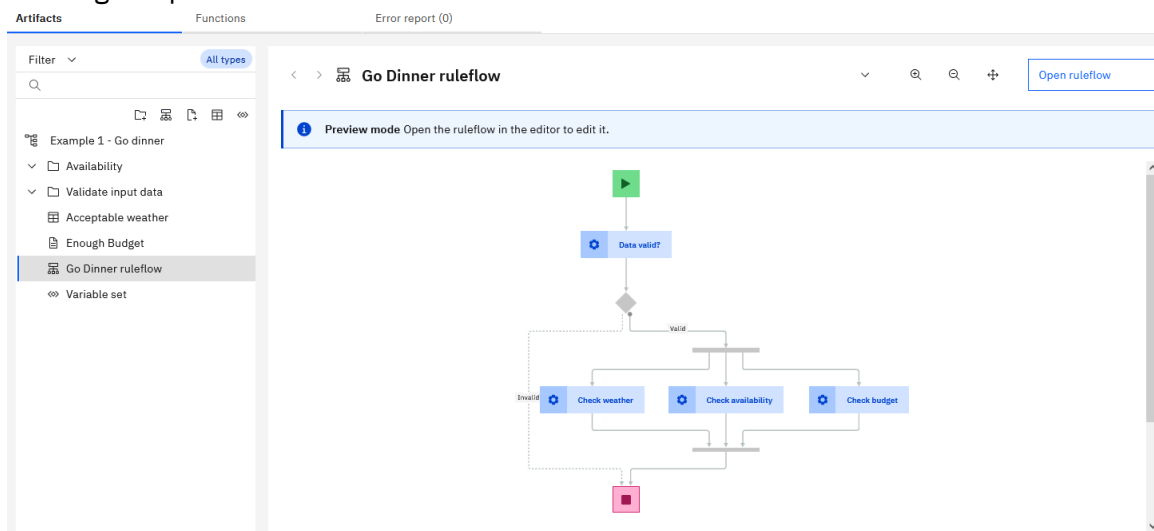 Artifacts
Functions
Error report (0)
Filter
All types
Go Dinner ruleflow
Open ruleflow
Preview mode Open the ruleflow in the editor to edit it.
Example 1 - Go dinner
Availability
Validate input data
Acceptable weather
Enough Budget
Go Dinner ruleflow
Variable set
Data valid?
Valid
Invalid
Check weather
Check availability
Check budget